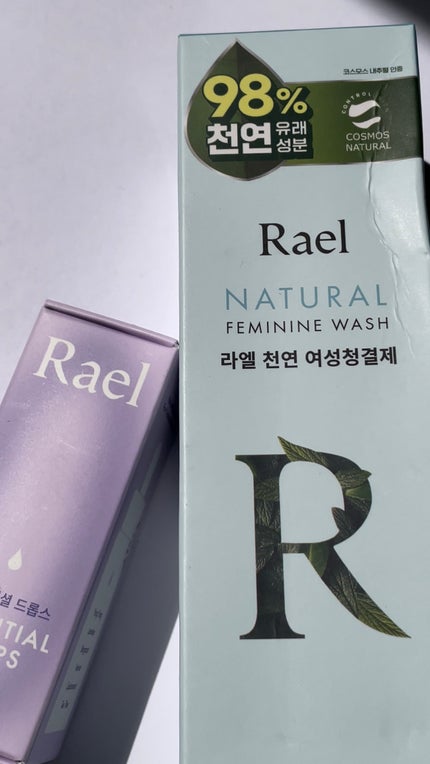 98%
천연 유래 성분
코스모스 내추럴 인증
CONTROL
COSMOS
NATURAL
Rael
NATURAL
FEMININE WASH
라엘 천연 여성청결제
Rael
셜 드롭스
NTIAL
PS